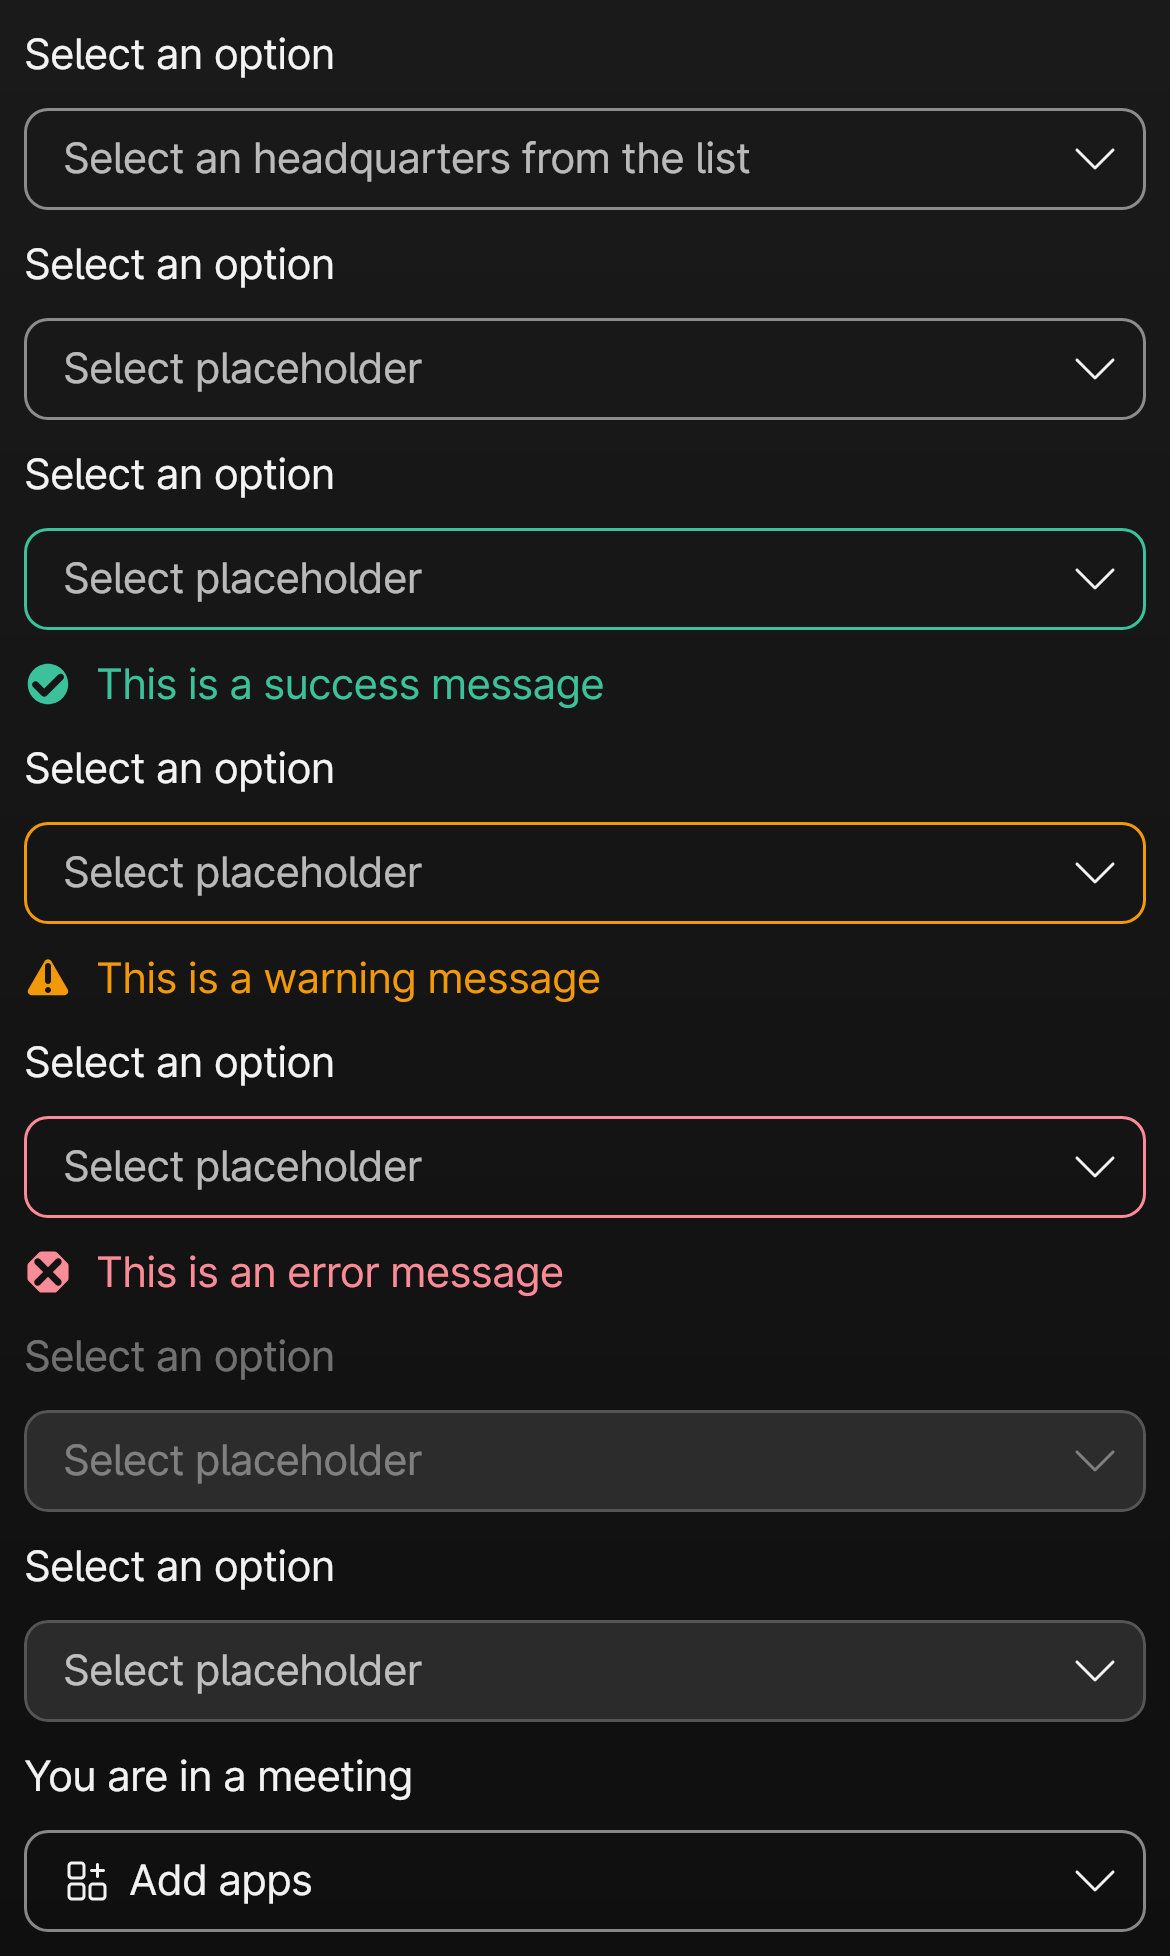 Select an option
Select an headquarters from the list
Select an option
Select placeholder
Select an option
Select placeholder
This is a success message
Select an option
Select placeholder
This is a warning message
Select an option
Select placeholder
This is an error message
Select an option
Select placeholder
Select an option
Select placeholder
You are in a meeting
Add apps